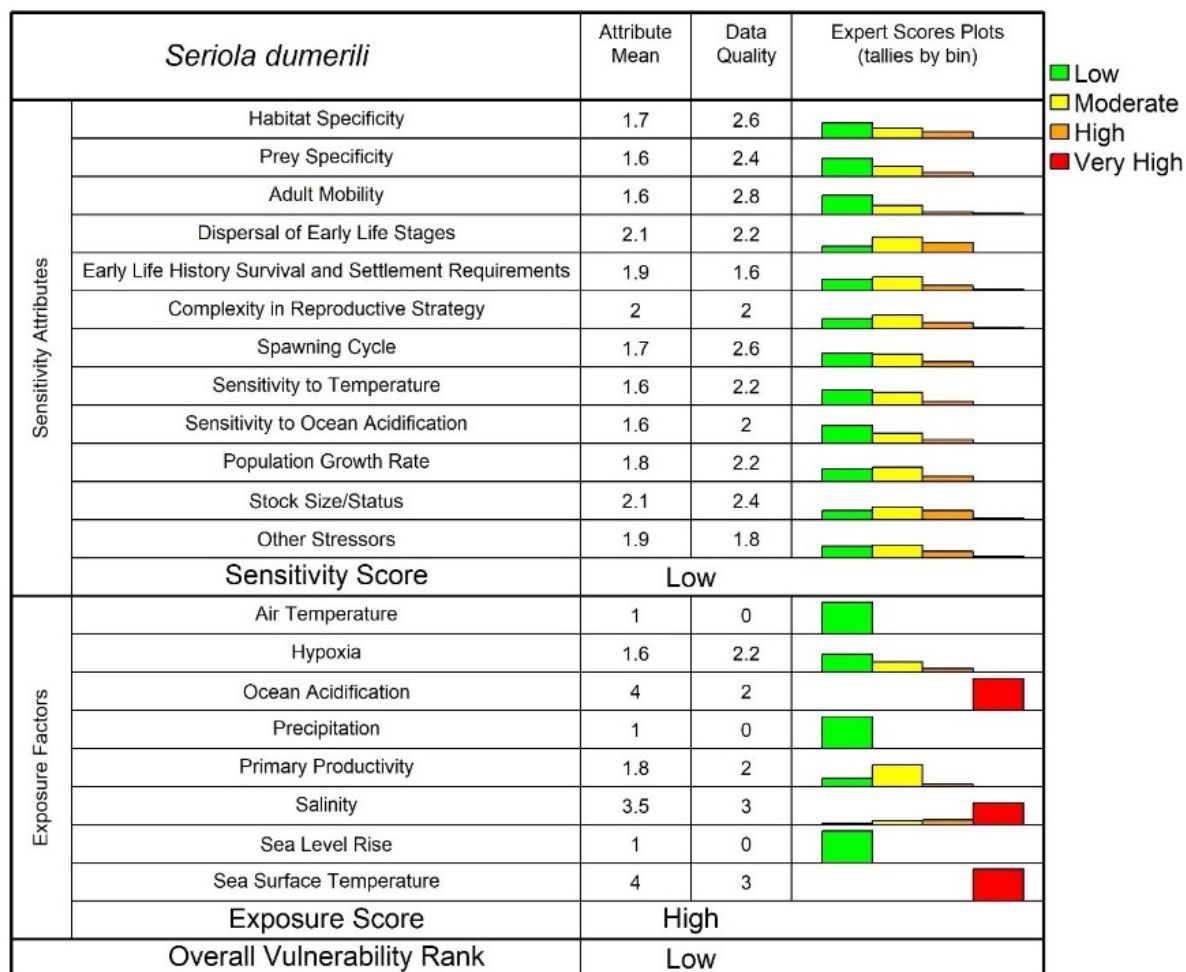 Seriola dumerili Attribute Mean Data Quality Expert Scores Plots (tallies by bin)
Low
Moderate
High
Very High
Sensitivity Attributes
Habitat Specificity 1.7 2.6
Prey Specificity 1.6 2.4
Adult Mobility 1.6 2.8
Dispersal of Early Life Stages 2.1 2.2
Early Life History Survival and Settlement Requirements 1.9 1.6
Complexity in Reproductive Strategy 2 2
Spawning Cycle 1.7 2.6
Sensitivity to Temperature 1.6 2.2
Sensitivity to Ocean Acidification 1.6 2
Population Growth Rate 1.8 2.2
Stock Size/Status 2.1 2.4
Other Stressors 1.9 1.8
Sensitivity Score Low
Exposure Factors
Air Temperature 1 0
Hypoxia 1.6 2.2
Ocean Acidification 4 2
Precipitation 1 0
Primary Productivity 1.8 2
Salinity 3.5 3
Sea Level Rise 1 0
Sea Surface Temperature 4 3
Exposure Score High
Overall Vulnerability Rank Low